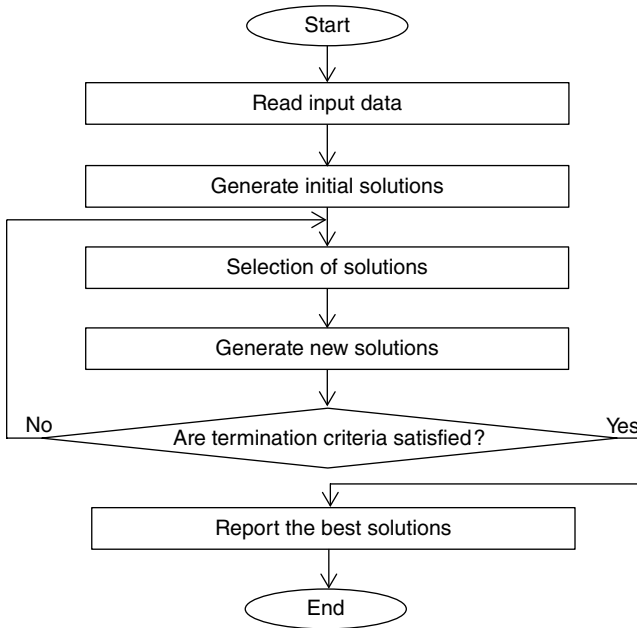 Start
Read input data
Generate initial solutions
Selection of solutions
Generate new solutions
No
Are termination criteria satisfied?
Yes
Report the best solutions
End